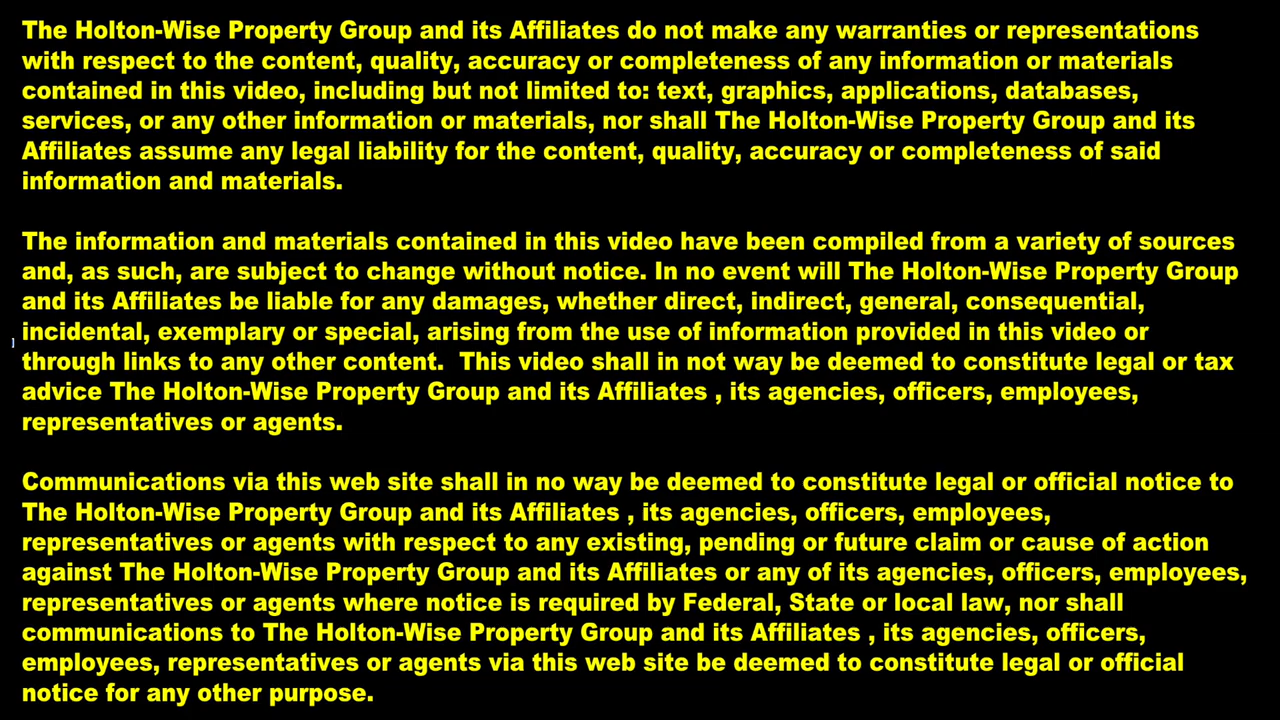 The Holton-Wise Property Group and its Affiliates do not make any warranties or representations
with respect to the content, quality, accuracy or completeness of any information or materials
contained in this video, including but not limited to: text, graphics, applications, databases,
services, or any other information or materials, nor shall The Holton-Wise Property Group and its
Affiliates assume any legal liability for the content, quality, accuracy or completeness of said
information and materials.
The information and materials contained in this video have been compiled from a variety of sources
and, as such, are subject to change without notice. In no event will The Holton-Wise Property Group
and its Affiliates be liable for any damages, whether direct, indirect, general, consequential,
incidental, exemplary or special, arising from the use of information provided in this video or
through links to any other content.  This video shall in not way be deemed to constitute legal or tax
advice The Holton-Wise Property Group and its Affiliates , its agencies, officers, employees,
representatives or agents.
Communications via this web site shall in no way be deemed to constitute legal or official notice to
The Holton-Wise Property Group and its Affiliates , its agencies, officers, employees,
representatives or agents with respect to any existing, pending or future claim or cause of action
against The Holton-Wise Property Group and its Affiliates or any of its agencies, officers, employees,
representatives or agents where notice is required by Federal, State or local law, nor shall
communications to The Holton-Wise Property Group and its Affiliates , its agencies, officers,
employees, representatives or agents via this web site be deemed to constitute legal or official
notice for any other purpose.